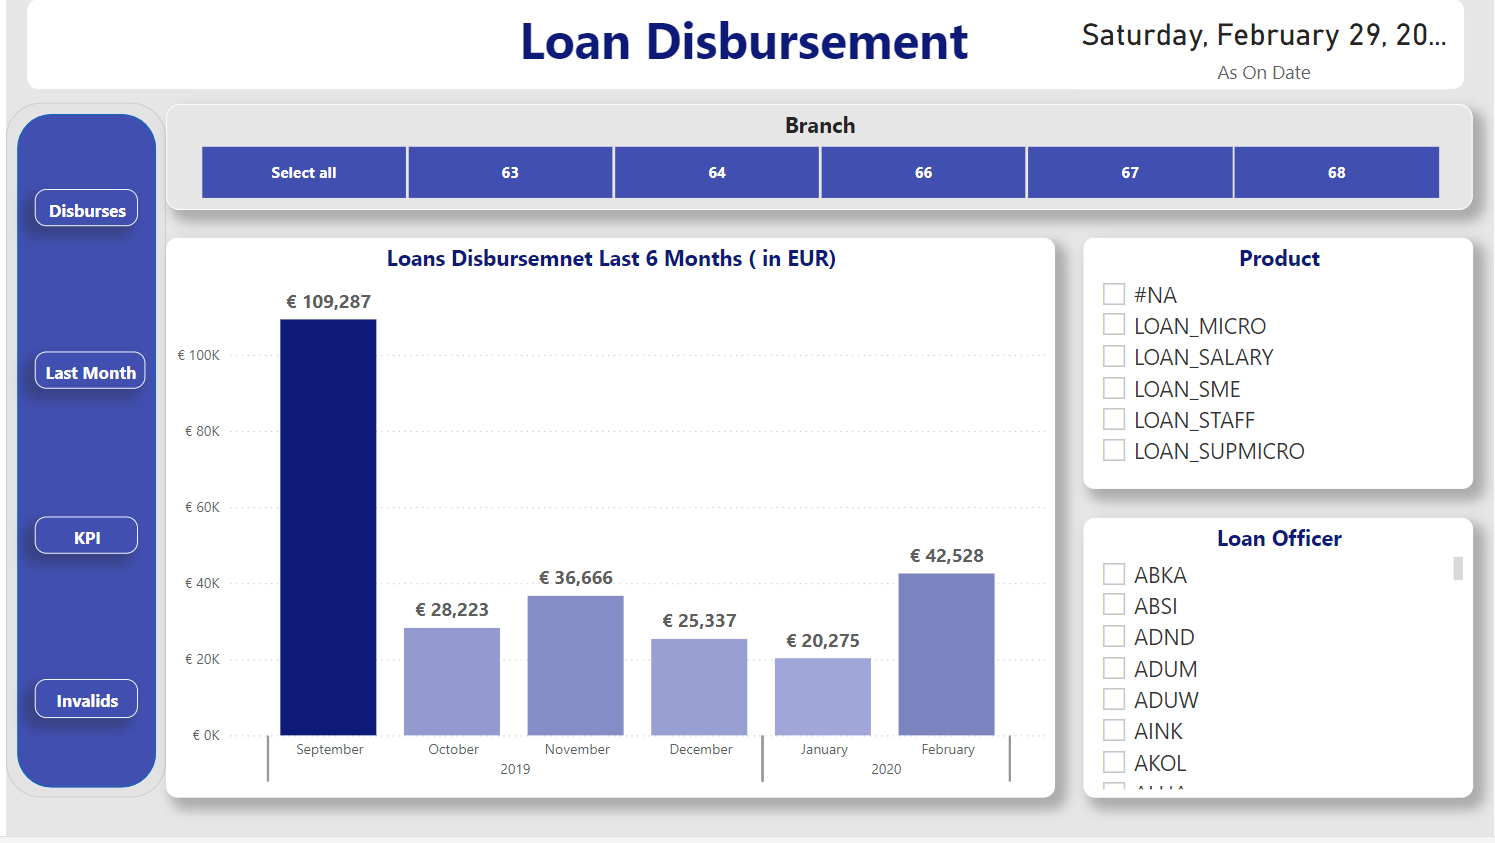 Loan Disbursement
Saturday, February 29, 20...
As On Date
Branch
Select all 63 64 66 67 68
Disburses
Last Month
KPI
Invalids
Loans Disbursemnet Last 6 Months ( in EUR)
€ 109,287
€ 28,223
€ 36,666
€ 25,337
€ 20,275
€ 42,528
€ 100K
€ 80K
€ 60K
€ 40K
€ 20K
€ 0K
September October November December January February
2019 2020
Product
#NA
LOAN_MICRO
LOAN_SALARY
LOAN_SME
LOAN_STAFF
LOAN_SUPMICRO
Loan Officer
ABKA
ABSI
ADND
ADUM
ADUW
AINK
AKOL